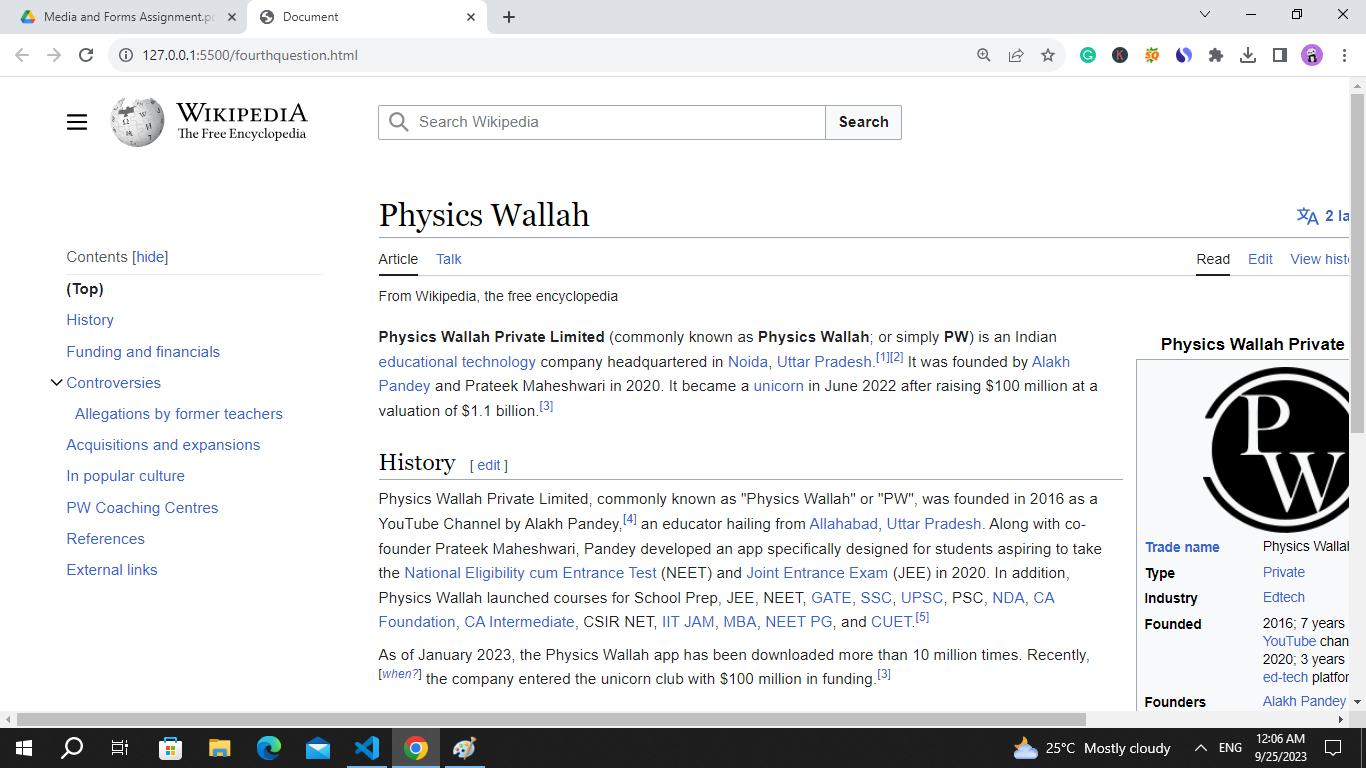 Media and Forms Assignment.pd
Document
127.0.0.1:5500/fourthquestion.html
WIKIPEDIA
The Free Encyclopedia
Search Wikipedia
Search
Physics Wallah
2 la
Contents [hide]
Article Talk
Read Edit View histo
(Top)
History
Funding and financials
Controversies
Allegations by former teachers
Acquisitions and expansions
In popular culture
PW Coaching Centres
References
External links
From Wikipedia, the free encyclopedia
Physics Wallah Private Limited (commonly known as Physics Wallah; or simply PW) is an Indian
educational technology company headquartered in Noida, Uttar Pradesh.[1][2] It was founded by Alakh
Pandey and Prateek Maheshwari in 2020. It became a unicorn in June 2022 after raising $100 million at a
valuation of $1.1 billion.[3]
History [ edit ]
Physics Wallah Private Limited, commonly known as "Physics Wallah" or "PW", was founded in 2016 as a
YouTube Channel by Alakh Pandey,[4] an educator hailing from Allahabad, Uttar Pradesh. Along with co-
founder Prateek Maheshwari, Pandey developed an app specifically designed for students aspiring to take
the National Eligibility cum Entrance Test (NEET) and Joint Entrance Exam (JEE) in 2020. In addition,
Physics Wallah launched courses for School Prep, JEE, NEET, GATE, SSC, UPSC, PSC, NDA, CA
Foundation, CA Intermediate, CSIR NET, IIT JAM, MBA, NEET PG, and CUET.[5]
As of January 2023, the Physics Wallah app has been downloaded more than 10 million times. Recently,
[when?] the company entered the unicorn club with $100 million in funding.[3]
Physics Wallah Private
PW
Trade name Physics Wallah
Type Private
Industry Edtech
Founded 2016; 7 years
YouTube chan
2020; 3 years
ed-tech platfor
Founders Alakh Pandey
25°C Mostly cloudy
ENG
12:06 AM
9/25/2023